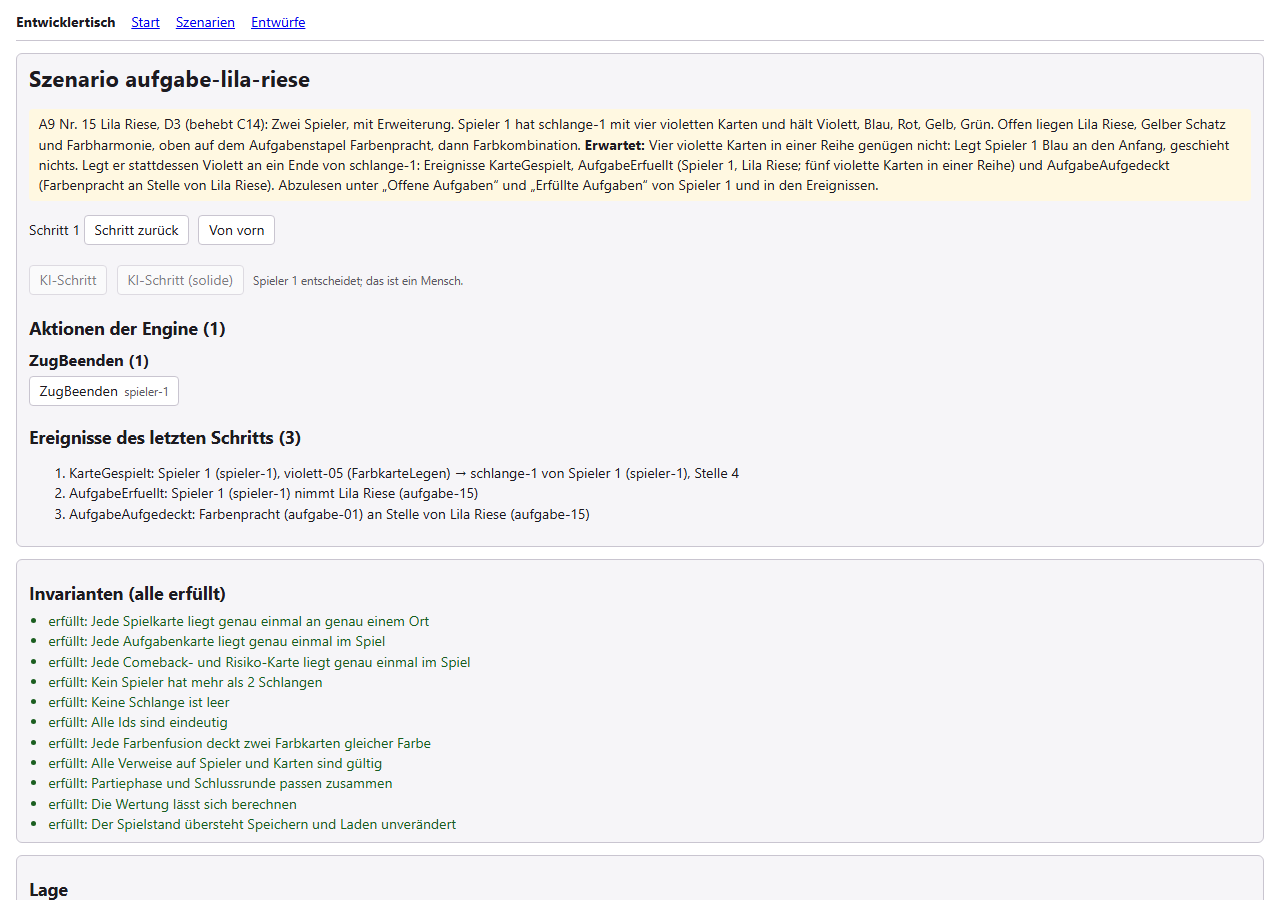 Entwicklertisch Start Szenarien Entwürfe
Szenario aufgabe-lila-riese
A9 Nr. 15 Lila Riese, D3 (behebt C14): Zwei Spieler, mit Erweiterung. Spieler 1 hat schlange-1 mit vier violetten Karten und hält Violett, Blau, Rot, Gelb, Grün. Offen liegen Lila Riese, Gelber Schatz
und Farbharmonie, oben auf dem Aufgabenstapel Farbenpracht, dann Farbkombination. Erwartet: Vier violette Karten in einer Reihe genügen nicht: Legt Spieler 1 Blau an den Anfang, geschieht
nichts. Legt er stattdessen Violett an ein Ende von schlange-1: Ereignisse KarteGespielt, AufgabeErfuellt (Spieler 1, Lila Riese; fünf violette Karten in einer Reihe) und AufgabeAufgedeckt
(Farbenpracht an Stelle von Lila Riese). Abzulesen unter „Offene Aufgaben“ und „Erfüllte Aufgaben“ von Spieler 1 und in den Ereignissen.
Schritt 1 Schritt zurück Von vorn
KI-Schritt KI-Schritt (solide) Spieler 1 entscheidet; das ist ein Mensch.
Aktionen der Engine (1)
ZugBeenden (1)
ZugBeenden spieler-1
Ereignisse des letzten Schritts (3)
1. KarteGespielt: Spieler 1 (spieler-1), violett-05 (FarbkarteLegen) → schlange-1 von Spieler 1 (spieler-1), Stelle 4
2. AufgabeErfuellt: Spieler 1 (spieler-1) nimmt Lila Riese (aufgabe-15)
3. AufgabeAufgedeckt: Farbenpracht (aufgabe-01) an Stelle von Lila Riese (aufgabe-15)
Invarianten (alle erfüllt)
• erfüllt: Jede Spielkarte liegt genau einmal an genau einem Ort
• erfüllt: Jede Aufgabenkarte liegt genau einmal im Spiel
• erfüllt: Jede Comeback- und Risiko-Karte liegt genau einmal im Spiel
• erfüllt: Kein Spieler hat mehr als 2 Schlangen
• erfüllt: Keine Schlange ist leer
• erfüllt: Alle Ids sind eindeutig
• erfüllt: Jede Farbenfusion deckt zwei Farbkarten gleicher Farbe
• erfüllt: Alle Verweise auf Spieler und Karten sind gültig
• erfüllt: Partiephase und Schlussrunde passen zusammen
• erfüllt: Die Wertung lässt sich berechnen
• erfüllt: Der Spielstand übersteht Speichern und Laden unverändert
Lage